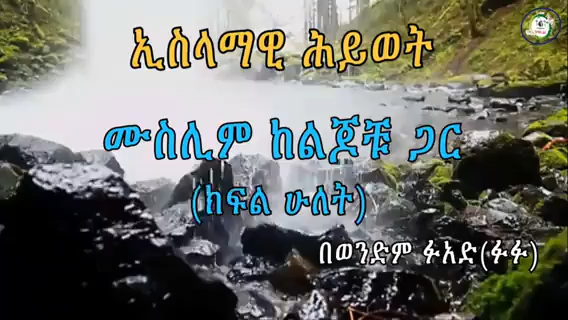 ኢስላማዊ ሕይወት
ሙስሊም ከልጆቹ ጋር
(ክፍል ሁለት)
በወንድም ፉአድ(ፉፉ)